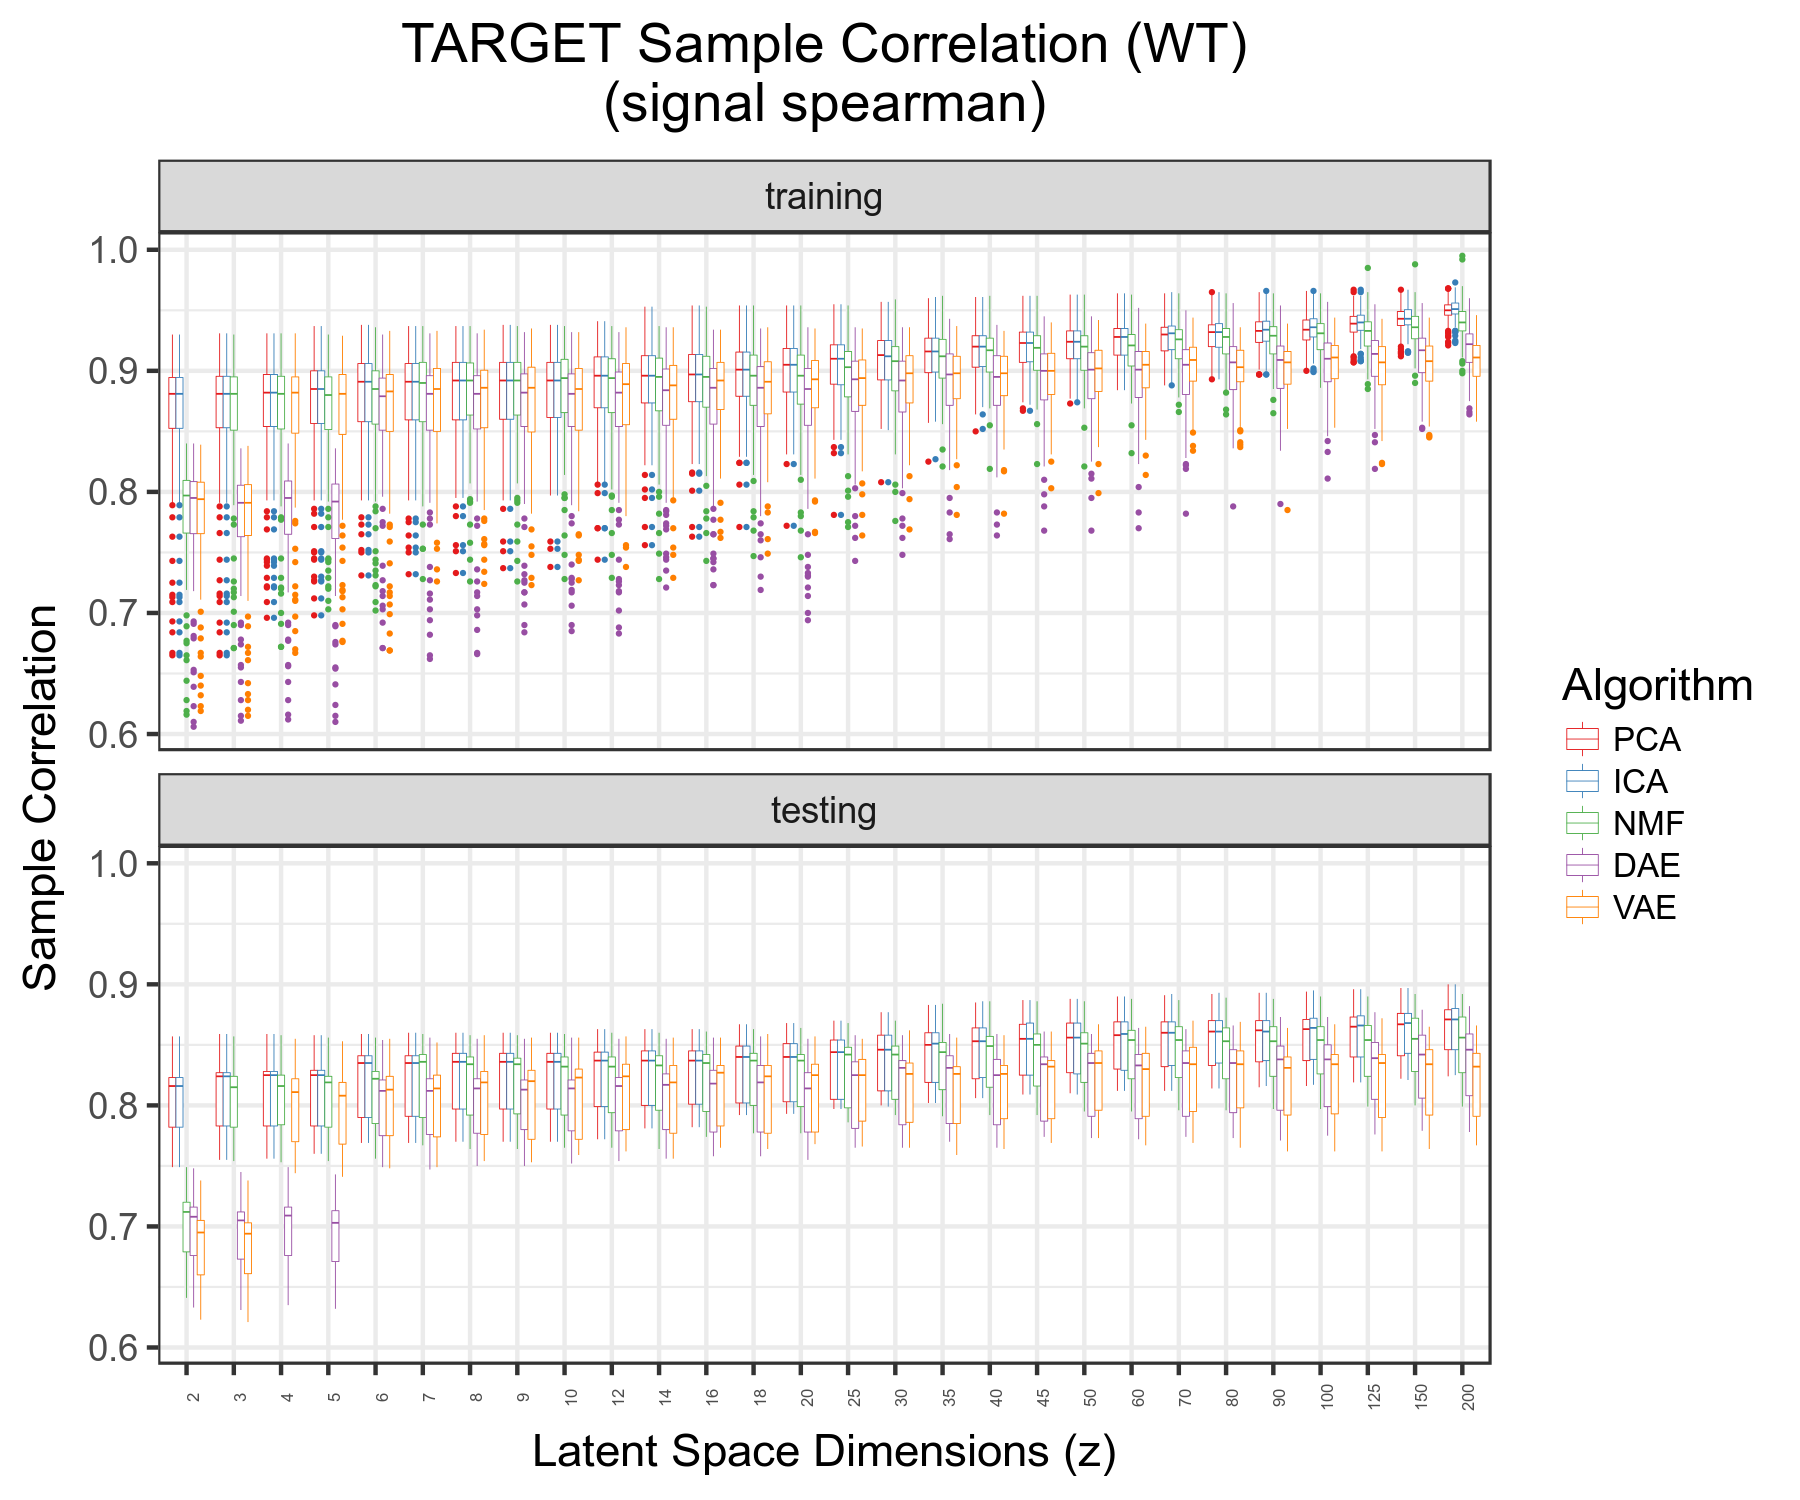 TARGET Sample Correlation (WT)
(signal spearman)
training
1.0
0.9
0.8
0.7
0.6
testing
1.0
0.9
0.8
0.7
0.6
Sample Correlation
2 3 4 5 6 7 8 9 10 12 14 16 18 20 25 30 35 40 45 50 60 70 80 90 100 125 150 200
Latent Space Dimensions (z)
Algorithm
PCA
ICA
NMF
DAE
VAE